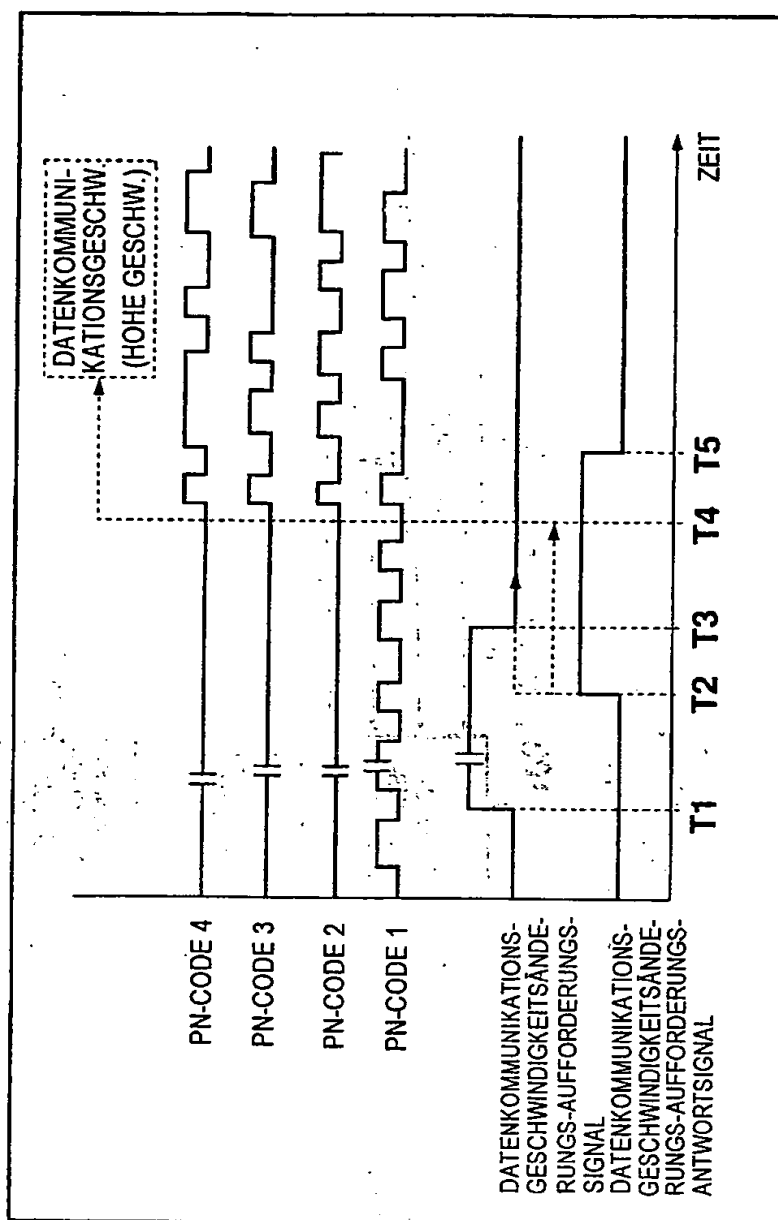 DATENKOMMUNI-
KATIONSGESCHW.
(HOHE GESCHW.)
PN-CODE 4
PN-CODE 3
PN-CODE 2
PN-CODE 1
DATENKOMMUNIKATIONS-
GESCHWINDIGKEITSÄNDE-
RUNGS-AUFFORDERUNGS-
SIGNAL
DATENKOMMUNIKATIONS-
GESCHWINDIGKEITSÄNDE-
RUNGS-AUFFORDERUNGS-
ANTWORTSIGNAL
T1
T2
T3
T4
T5
ZEIT